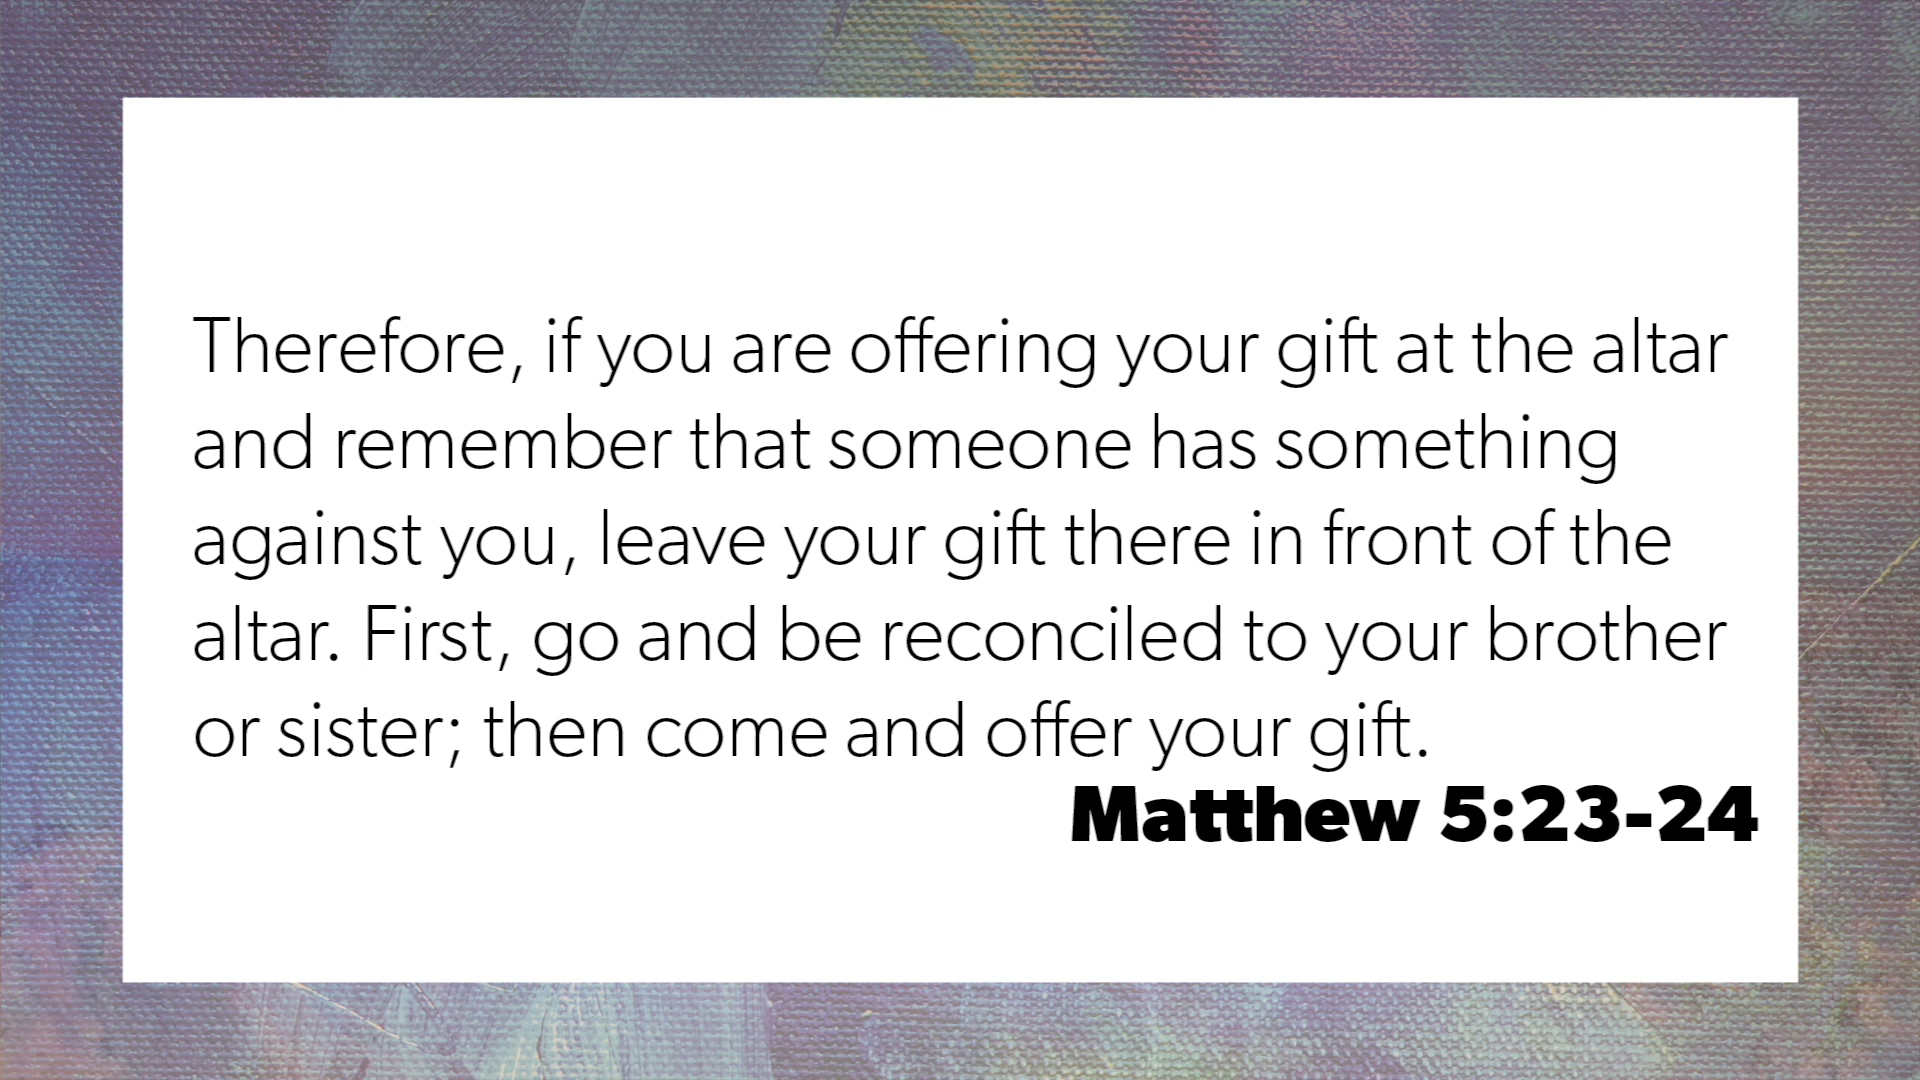 Therefore, if you are offering your gift at the altar
and remember that someone has something
against you, leave your gift there in front of the
altar. First, go and be reconciled to your brother
or sister; then come and offer your gift.
Matthew 5:23-24